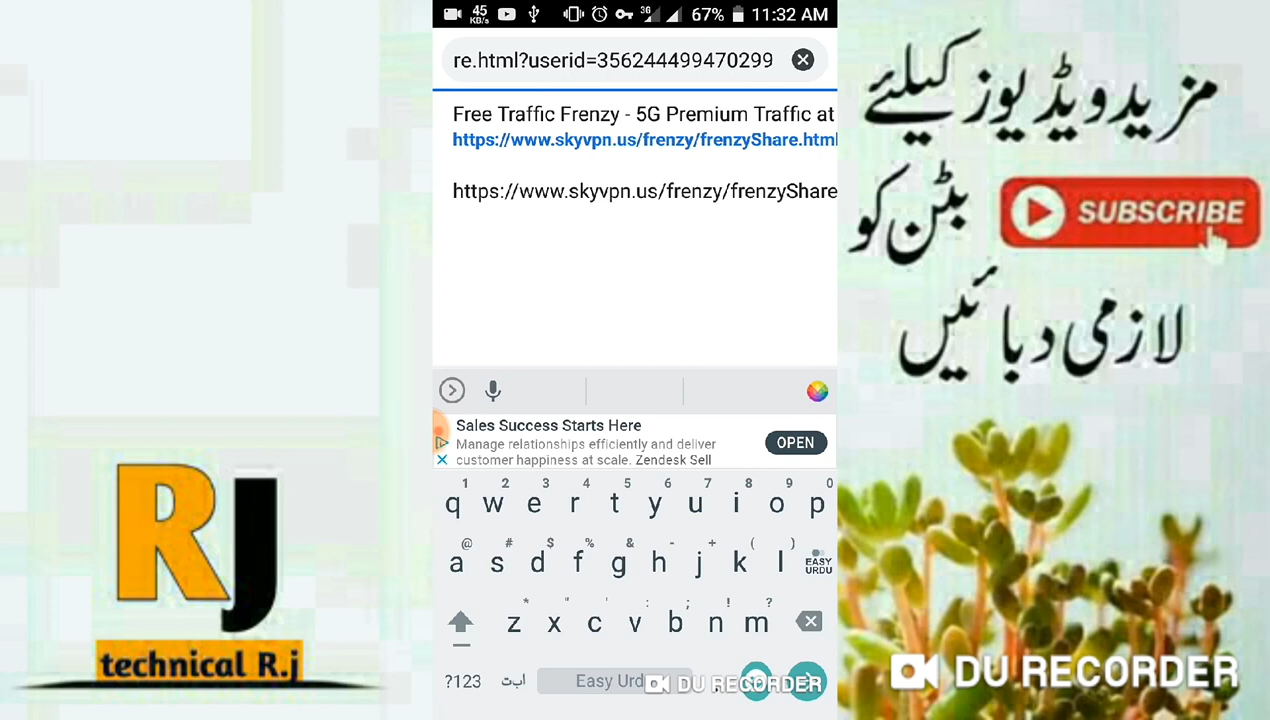 45
KB/s
3G
67%
11:32 AM
re.html?userid=356244499470299
Free Traffic Frenzy - 5G Premium Traffic at
https://www.skyvpn.us/frenzy/frenzyShare.html
https://www.skyvpn.us/frenzy/frenzyShare
Sales Success Starts Here
Manage relationships efficiently and deliver
customer happiness at scale. Zendesk Sell
OPEN
1 2 3 4 5 6 7 8 9 0
q w e r t y u i o p
@ # $ % & - + ( )
a s d f g h j k l
EASY
URDU
* " ' : ; ! ?
z x c v b n m
?123
ابت
Easy Urd
DU RECORDER
مزید ویڈیوز کیلئے
SUBSCRIBE
بٹن کو
لازمی دبائیں
Rj
technical R.j
DU RECORDER